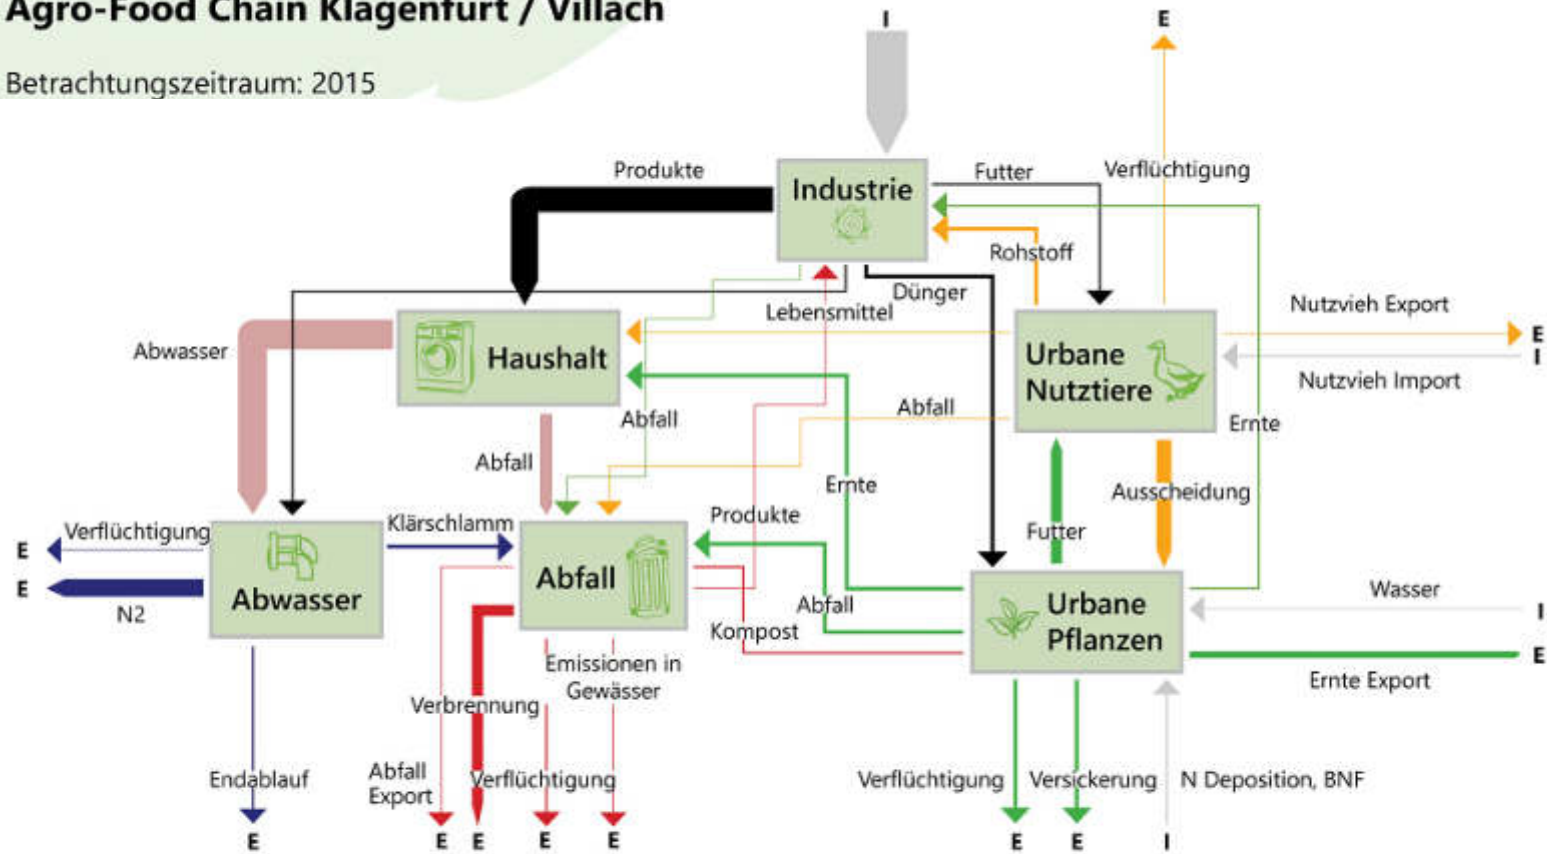 Agro-Food Chain Klagenfurt / Villach
Betrachtungszeitraum: 2015
I
E
Produkte
Industrie
Futter
Verflüchtigung
Rohstoff
Dünger
Lebensmittel
Nutzvieh Export
E
I
Nutzvieh Import
Abwasser
Haushalt
Urbane
Nutztiere
Abfall
Abfall
Ernte
Abfall
Ernte
Ausscheidung
Futter
Produkte
Verflüchtigung
Klärschlamm
E
E
N2
Abwasser
Abfall
Abfall
Kompost
Urbane
Pflanzen
Wasser
I
E
Ernte Export
Emissionen in
Gewässer
Verbrennung
Endablauf
Abfall
Export
Verflüchtigung
Verflüchtigung
Versickerung
N Deposition, BNF
E
E
E
E
E
E
E
I